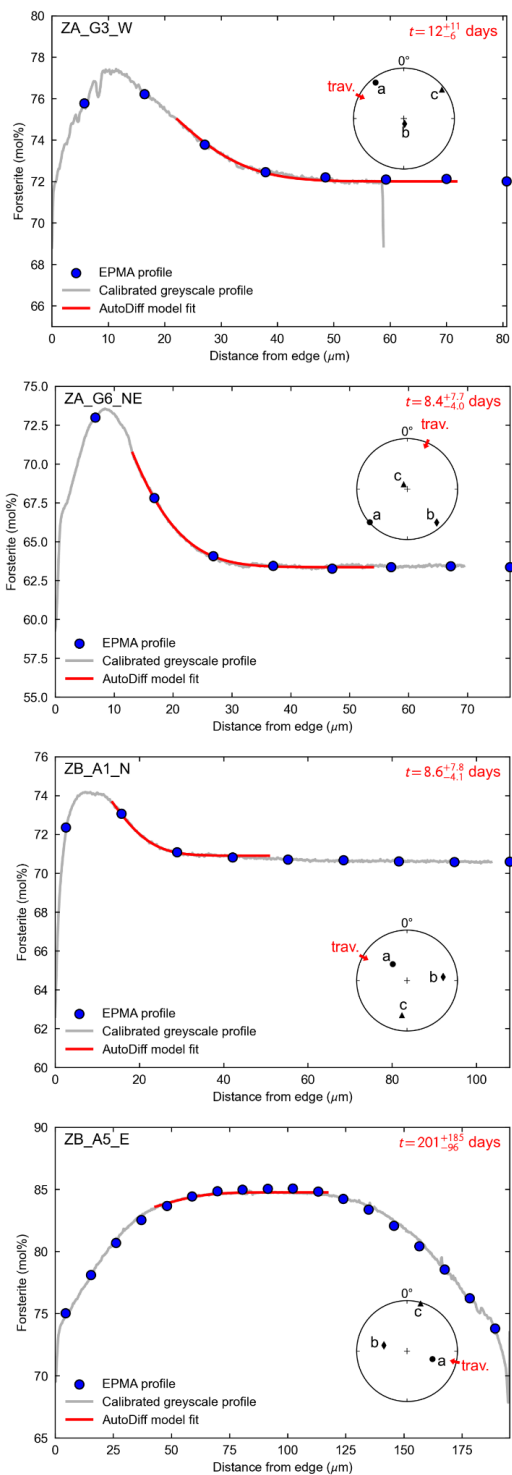 ZA_G3_W
t = 12 +11 −6 days
80
78
76
74
72
70
68
66
Forsterite (mol%)
0°
trav.
a
c
b
EPMA profile
Calibrated greyscale profile
AutoDiff model fit
0 10 20 30 40 50 60 70 80
Distance from edge (μm)
ZA_G6_NE
t = 8.4 +7.7 −4.0 days
75.0
72.5
70.0
67.5
65.0
62.5
60.0
57.5
55.0
Forsterite (mol%)
0°
trav.
c
a
b
EPMA profile
Calibrated greyscale profile
AutoDiff model fit
0 10 20 30 40 50 60 70
Distance from edge (μm)
ZB_A1_N
t = 8.6 +7.8 −4.1 days
76
74
72
70
68
66
64
62
60
Forsterite (mol%)
0°
trav.
a
b
c
EPMA profile
Calibrated greyscale profile
AutoDiff model fit
0 20 40 60 80 100
Distance from edge (μm)
ZB_A5_E
t = 201 +185 −96 days
90
85
80
75
70
65
Forsterite (mol%)
0°
c
b
a
trav.
EPMA profile
Calibrated greyscale profile
AutoDiff model fit
0 25 50 75 100 125 150 175
Distance from edge (μm)